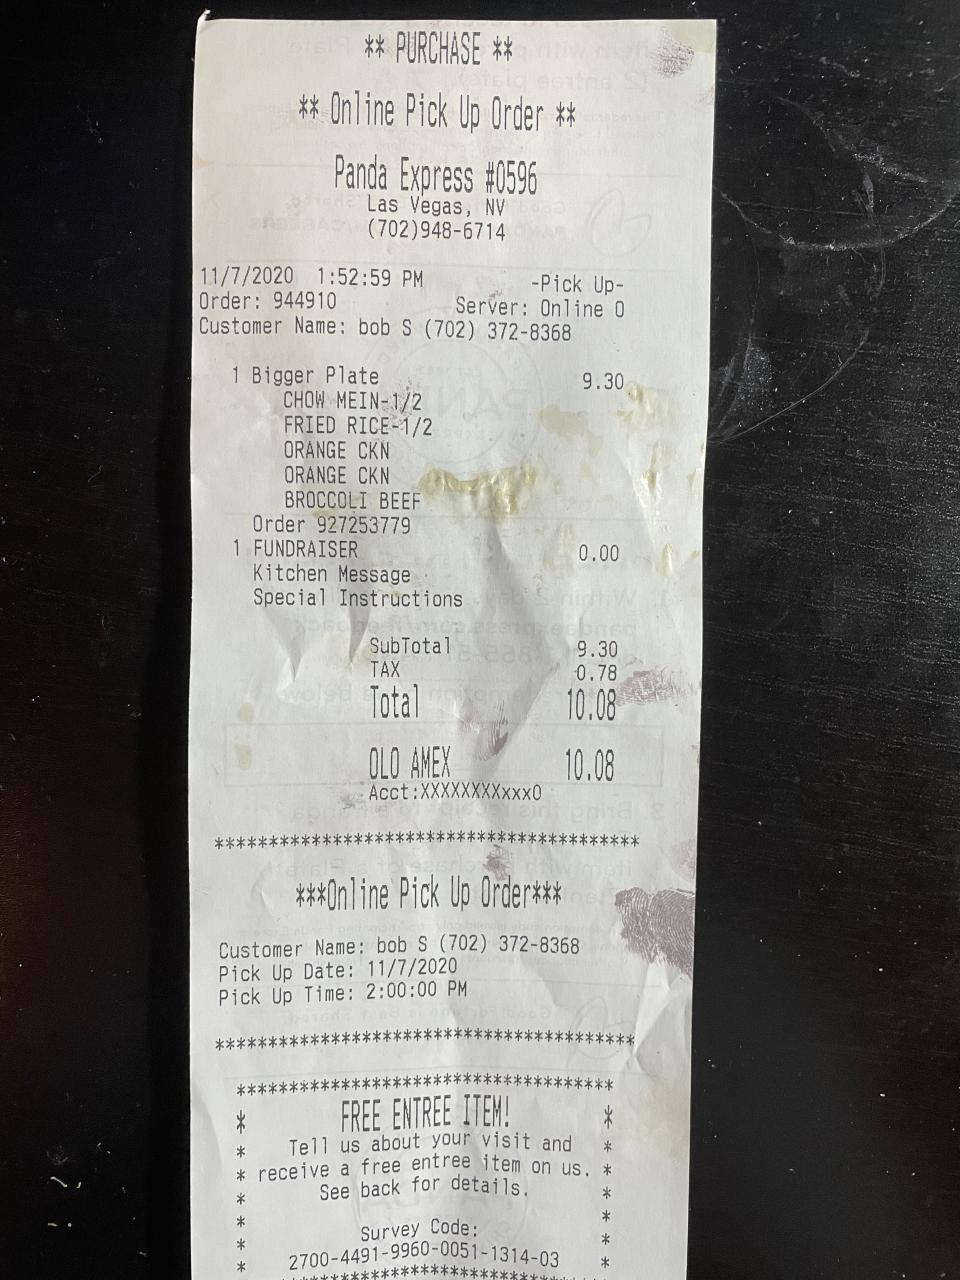 ** PURCHASE **
** Online Pick Up Order **
Panda Express #0596
Las Vegas, NV
(702)948-6714
11/7/2020 1:52:59 PM -Pick Up-
Order: 944910 Server: Online O
Customer Name: bob S (702) 372-8368
1 Bigger Plate 9.30
CHOW MEIN-1/2
FRIED RICE-1/2
ORANGE CKN
ORANGE CKN
BROCCOLI BEEF
Order 927253779
1 FUNDRAISER 0.00
Kitchen Message
Special Instructions
SubTotal 9.30
TAX 0.78
Total 10.08
OLO AMEX 10.08
Acct:XXXXXXXXXxxx0
****************************************
***Online Pick Up Order***
Customer Name: bob S (702) 372-8368
Pick Up Date: 11/7/2020
Pick Up Time: 2:00:00 PM
****************************************
************************************
* FREE ENTREE ITEM! *
* Tell us about your visit and *
* receive a free entree item on us. *
* See back for details. *
* *
* Survey Code: *
* 2700-4491-9960-0051-1314-03 *
************************************